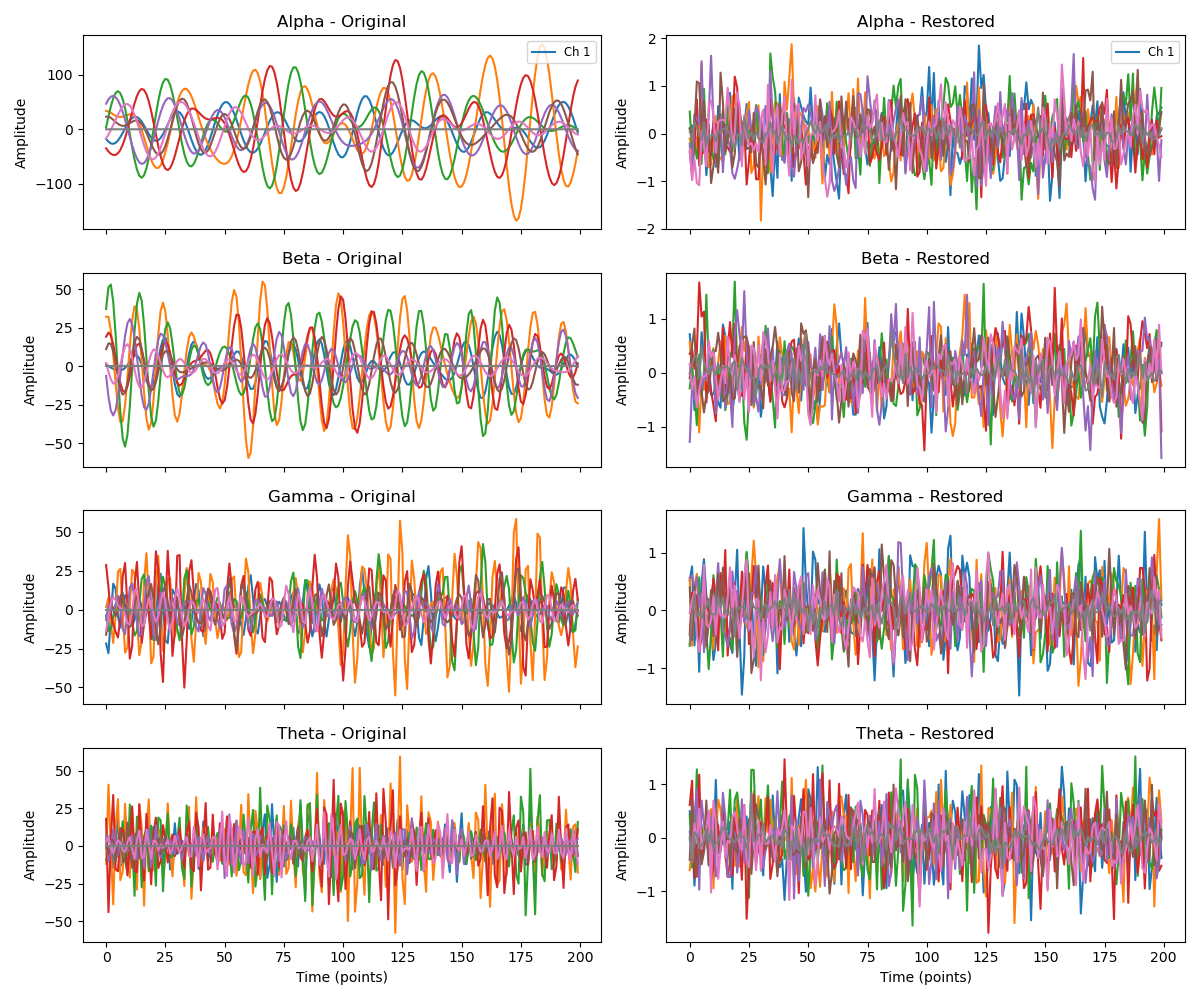 Alpha - Original
Alpha - Restored
Amplitude
100
0
−100
Ch 1
Amplitude
2
1
0
−1
−2
Ch 1
Beta - Original
Beta - Restored
Amplitude
50
25
0
−25
−50
Amplitude
1
0
−1
Gamma - Original
Gamma - Restored
Amplitude
50
25
0
−25
−50
Amplitude
1
0
−1
Theta - Original
Theta - Restored
Amplitude
50
25
0
−25
−50
Amplitude
1
0
−1
0 25 50 75 100 125 150 175 200
0 25 50 75 100 125 150 175 200
Time (points)
Time (points)